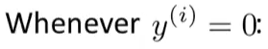 Whenever $y^{(i)} = 0$: